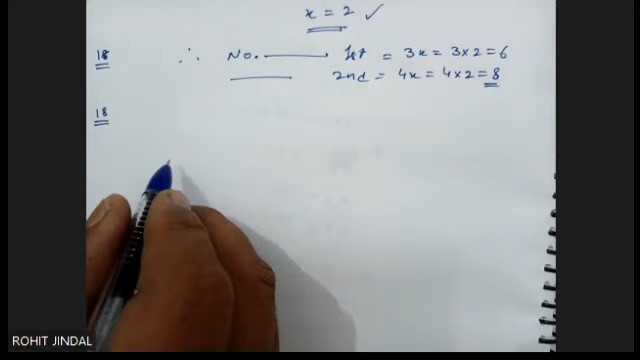 x = 2 ✓
18 ∴ No. 1st = 3x = 3×2 = 6
2nd = 4x = 4×2 = 8
18
ROHIT JINDAL